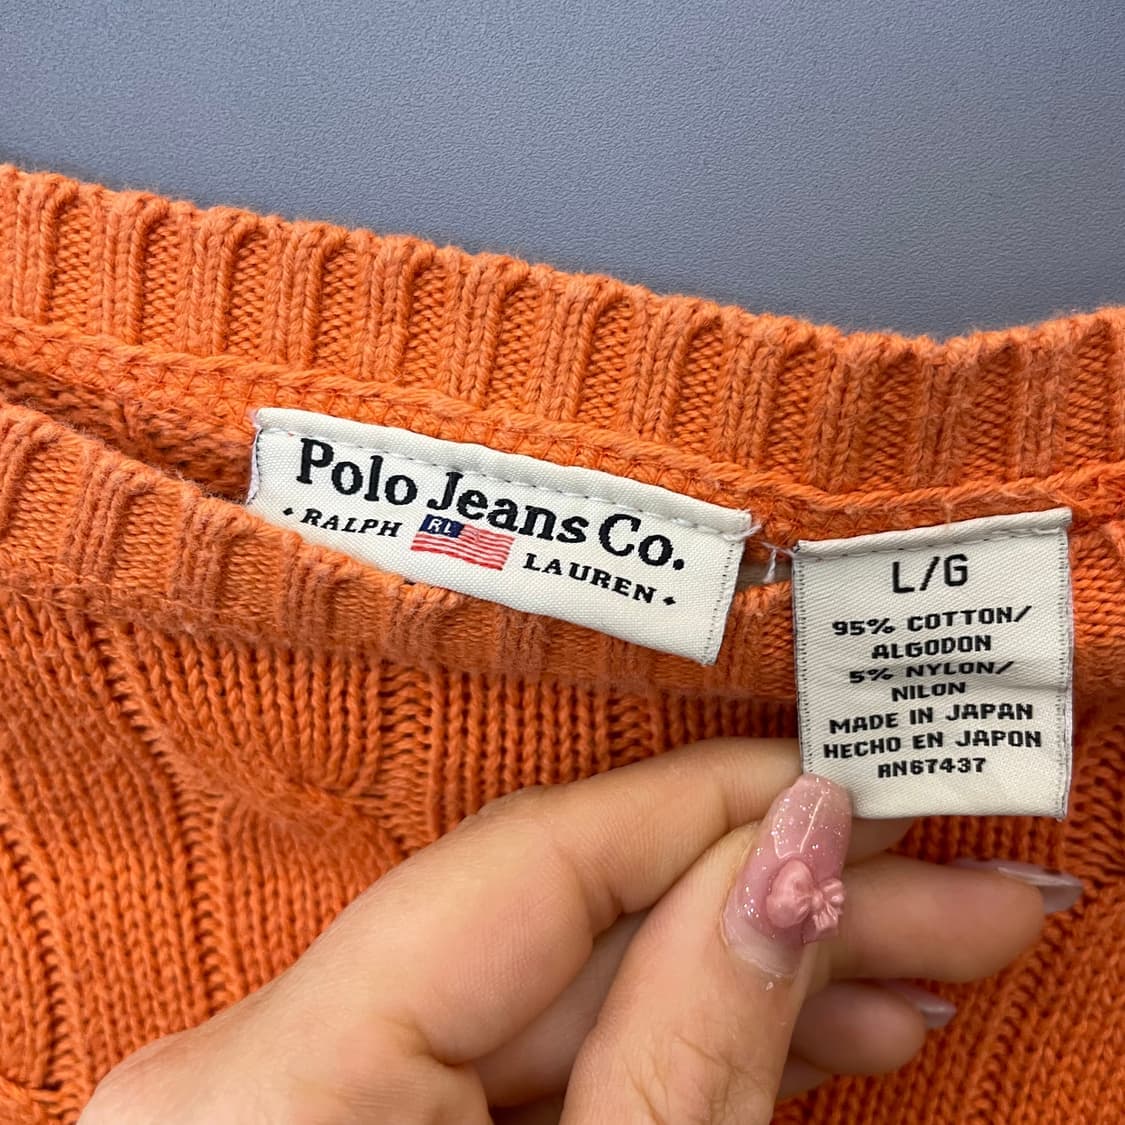 Polo Jeans Co.
RALPH RL LAUREN
L/G
95% COTTON/
ALGODON
5% NYLON/
NILON
MADE IN JAPAN
HECHO EN JAPON
RN67437